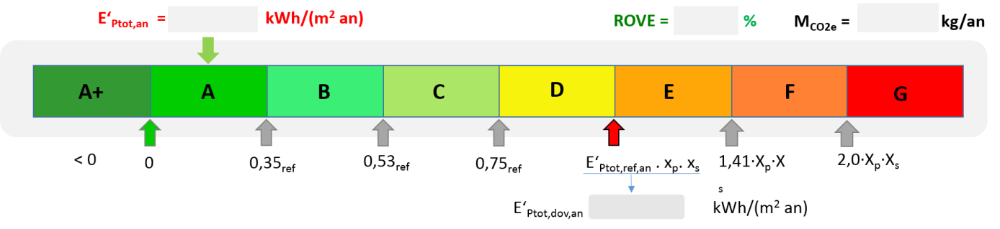 E‘Ptot,an = kWh/(m² an) ROVE = % MCO2e = kg/an
A+ A B C D E F G
< 0 0 0,35ref 0,53ref 0,75ref E‘Ptot,ref,an . xp. xs 1,41·Xp·X 2,0·Xp·Xs
s
E‘Ptot,dov,an kWh/(m² an)